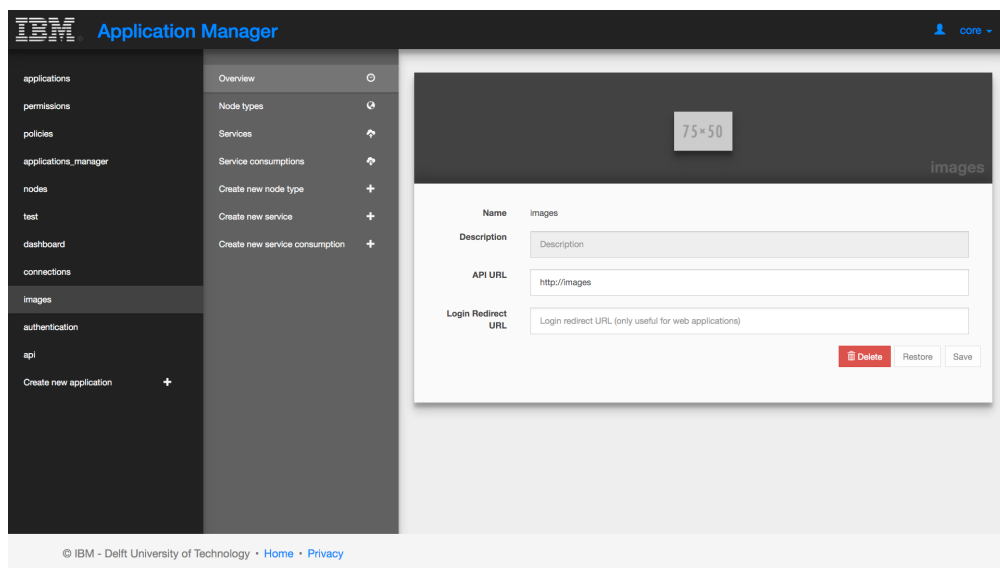 IBM. Application Manager
core
applications
permissions
policies
applications_manager
nodes
test
dashboard
connections
images
authentication
api
Create new application +
Overview
Node types
Services
Service consumptions
Create new node type +
Create new service +
Create new service consumption +
75×50
images
Name images
Description Description
API URL http://images
Login Redirect
URL Login redirect URL (only useful for web applications)
Delete Restore Save
© IBM - Delft University of Technology • Home • Privacy